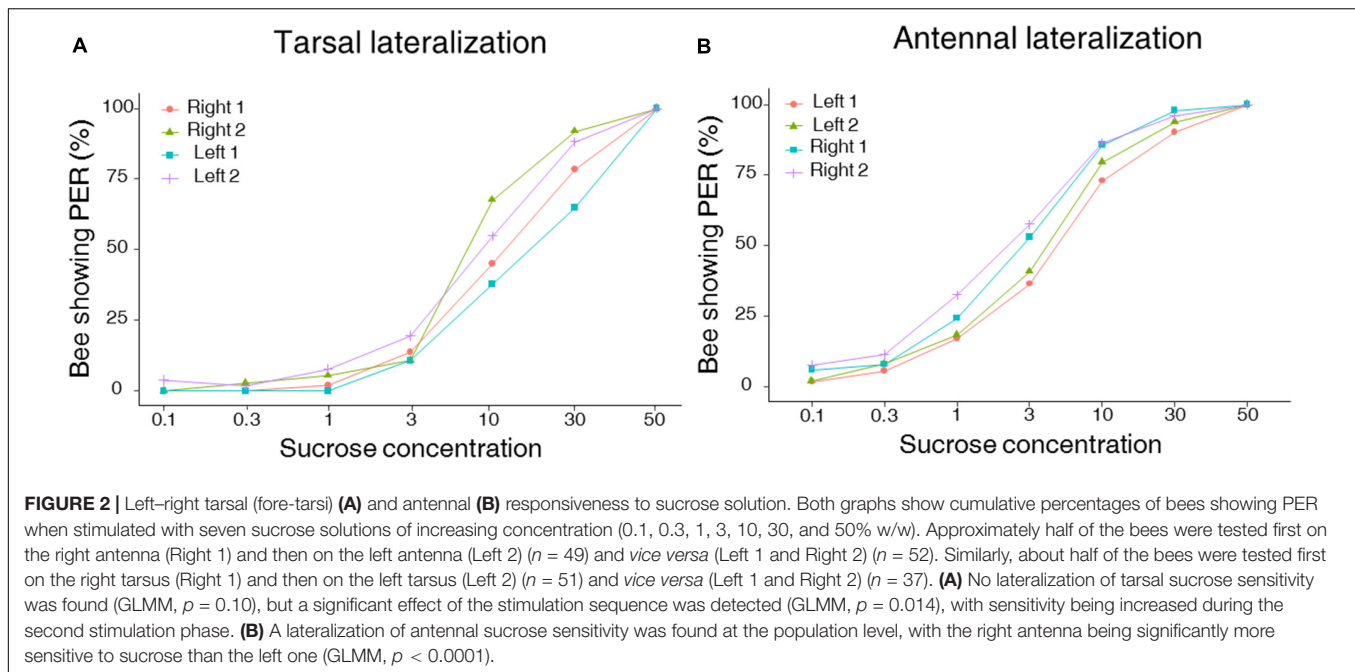 A
Tarsal lateralization
Right 1
Right 2
Left 1
Left 2
Bee showing PER (%)
100
75
50
25
0
0.1 0.3 1 3 10 30 50
Sucrose concentration
B
Antennal lateralization
Left 1
Left 2
Right 1
Right 2
Bee showing PER (%)
100
75
50
25
0
0.1 0.3 1 3 10 30 50
Sucrose concentration
FIGURE 2 | Left–right tarsal (fore-tarsi) (A) and antennal (B) responsiveness to sucrose solution. Both graphs show cumulative percentages of bees showing PER
when stimulated with seven sucrose solutions of increasing concentration (0.1, 0.3, 1, 3, 10, 30, and 50% w/w). Approximately half of the bees were tested first on
the right antenna (Right 1) and then on the left antenna (Left 2) (n = 49) and vice versa (Left 1 and Right 2) (n = 52). Similarly, about half of the bees were tested first
on the right tarsus (Right 1) and then on the left tarsus (Left 2) (n = 51) and vice versa (Left 1 and Right 2) (n = 37). (A) No lateralization of tarsal sucrose sensitivity
was found (GLMM, p = 0.10), but a significant effect of the stimulation sequence was detected (GLMM, p = 0.014), with sensitivity being increased during the
second stimulation phase. (B) A lateralization of antennal sucrose sensitivity was found at the population level, with the right antenna being significantly more
sensitive to sucrose than the left one (GLMM, p < 0.0001).